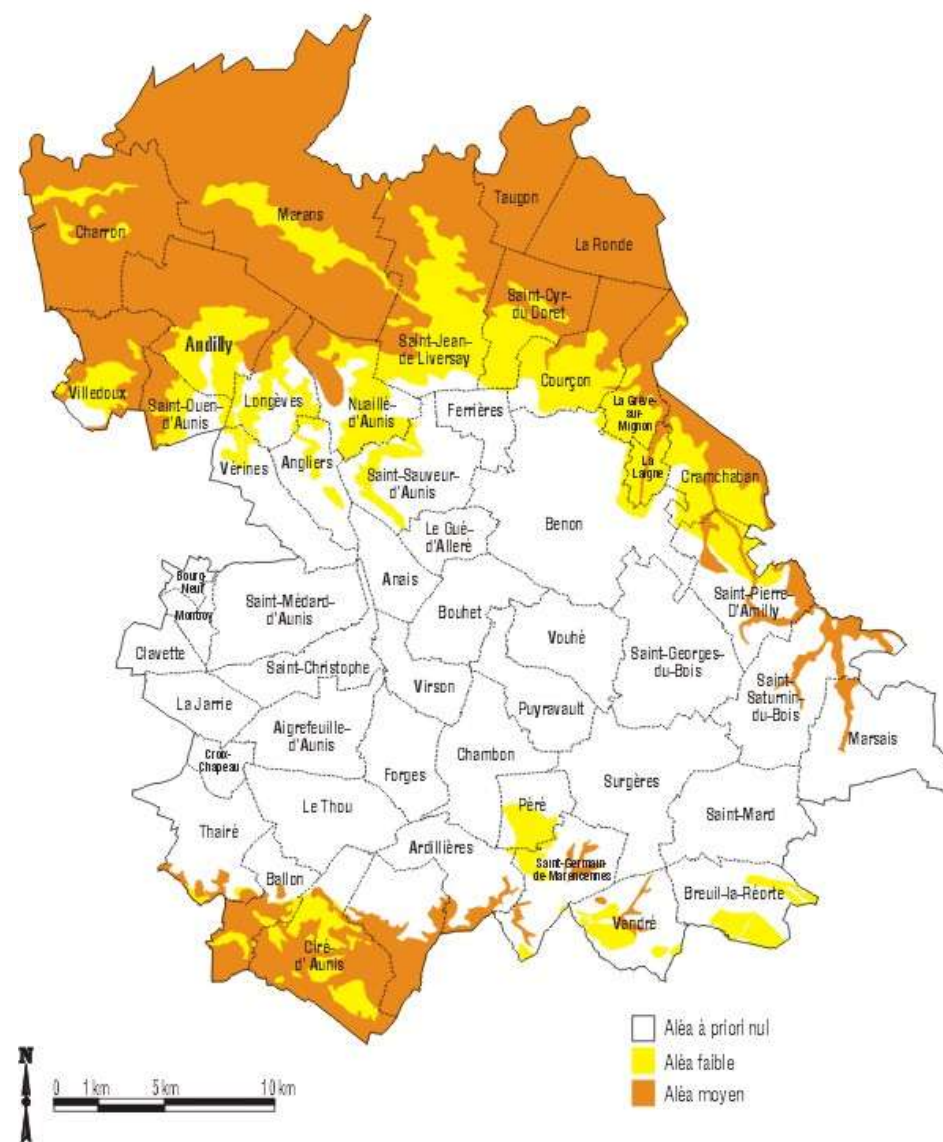 Taugon
Marans
Charron
La Ronde
Saint-Cyr-
du Doret
Andilly
Saint-Jean-
de Liversay
Courçon
Villedoux
Saint-Ouen-
d'Aunis
Longèves
Nuaillé-
d'Aunis
Ferrières
La Grève-
sur-
Mignon
Vérines
Angliers
Saint-Sauveur-
d'Aunis
La
Laigne
Cramchaban
Le Gué-
d'Alleré
Benon
Bourg-
Neuf
Anais
Saint-Pierre-
D'Amilly
Montroy
Saint-Médard-
d'Aunis
Bouhet
Vouhé
Clavette
Saint-Georges-
du-Bois
Saint-Christophe
Virson
Saint-
Saturnin-
du-Bois
La Jarrie
Puyravault
Aigrefeuille-
d'Aunis
Marsais
Croix-
Chapeau
Forges
Chambon
Surgères
Le Thou
Péré
Saint-Mard
Thairé
Ardillières
Saint-Germain-
de-Marencennes
Ballon
Breuil-la-Réorte
Vandré
Ciré-
d'Aunis
Aléa à priori nul
Aléa faible
Aléa moyen
N
0 1 km 5 km 10 km